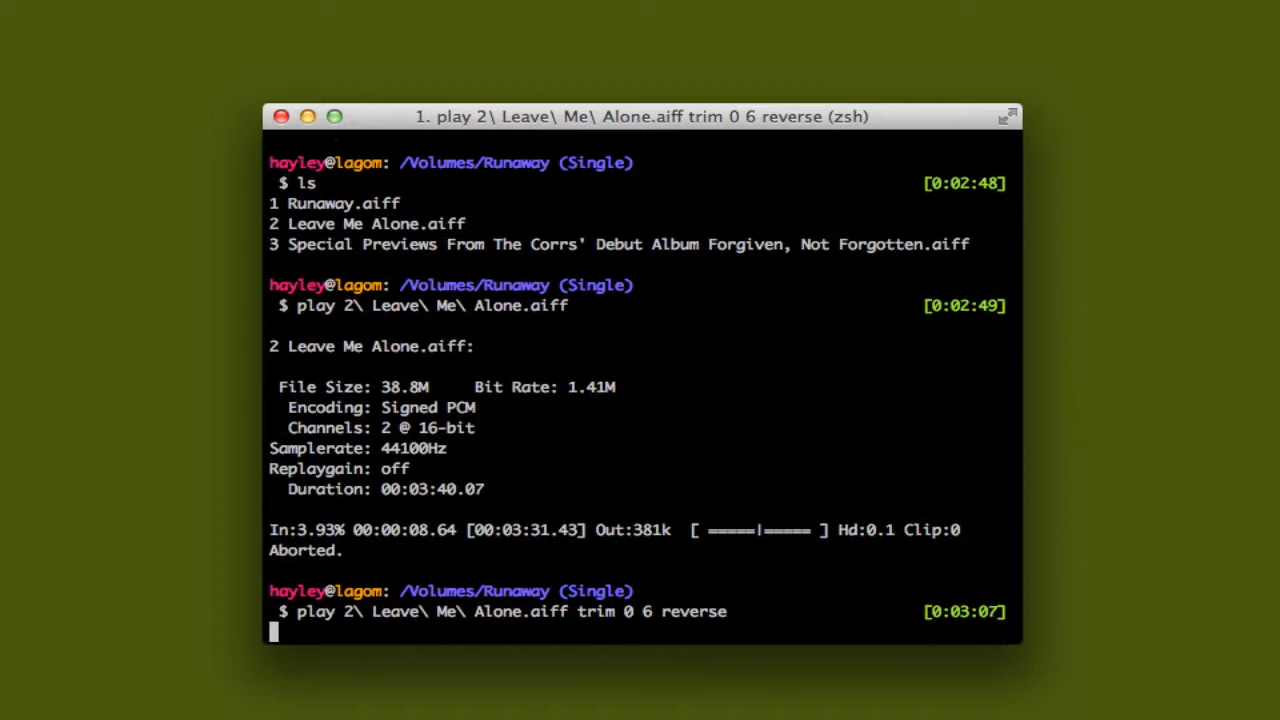 1. play 2\ Leave\ Me\ Alone.aiff trim 0 6 reverse (zsh)
hayley@lagom: /Volumes/Runaway (Single)
$ ls [0:02:48]
1 Runaway.aiff
2 Leave Me Alone.aiff
3 Special Previews From The Corrs' Debut Album Forgiven, Not Forgotten.aiff
hayley@lagom: /Volumes/Runaway (Single)
$ play 2\ Leave\ Me\ Alone.aiff [0:02:49]
2 Leave Me Alone.aiff:
File Size: 38.8M Bit Rate: 1.41M
Encoding: Signed PCM
Channels: 2 @ 16-bit
Samplerate: 44100Hz
Replaygain: off
Duration: 00:03:40.07
In:3.93% 00:00:08.64 [00:03:31.43] Out:381k [ =====|===== ] Hd:0.1 Clip:0
Aborted.
hayley@lagom: /Volumes/Runaway (Single)
$ play 2\ Leave\ Me\ Alone.aiff trim 0 6 reverse [0:03:07]